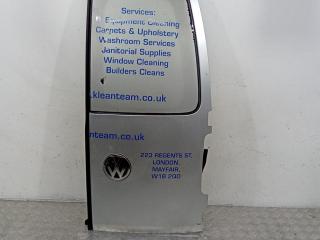 Services:
Equipment Cleaning
Carpets & Upholstery
Washroom Services
Janitorial Supplies
Window Cleaning
Builders Cleans
.kleanteam.co.uk
anteam.co.uk
223 REGENTS ST,
LONDON,
MAYFAIR,
W1B 2QD